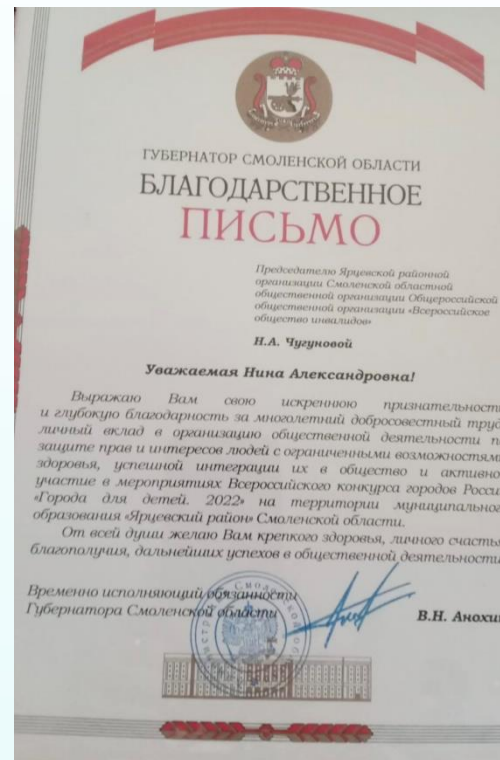 ГУБЕРНАТОР СМОЛЕНСКОЙ ОБЛАСТИ
БЛАГОДАРСТВЕННОЕ
ПИСЬМО
Председателю Ярцевской районной
организации Смоленской областной
общественной организации Общероссийской
общественной организации «Всероссийское
общество инвалидов»
Н.А. Чугуновой
Уважаемая Нина Александровна!
Выражаю Вам свою искреннюю признательност
и глубокую благодарность за многолетний добросовестный труд
личный вклад в организацию общественной деятельности п
защите прав и интересов людей с ограниченными возможностями
здоровья, успешной интеграции их в общество и активно
участие в мероприятиях Всероссийского конкурса городов Росси
«Города для детей. 2022» на территории муниципальног
образования «Ярцевский район» Смоленской области.
От всей души желаю Вам крепкого здоровья, личного счастья
благополучия, дальнейших успехов в общественной деятельности
Временно исполняющий обязанности
Губернатора Смоленской области
В.Н. Анохин